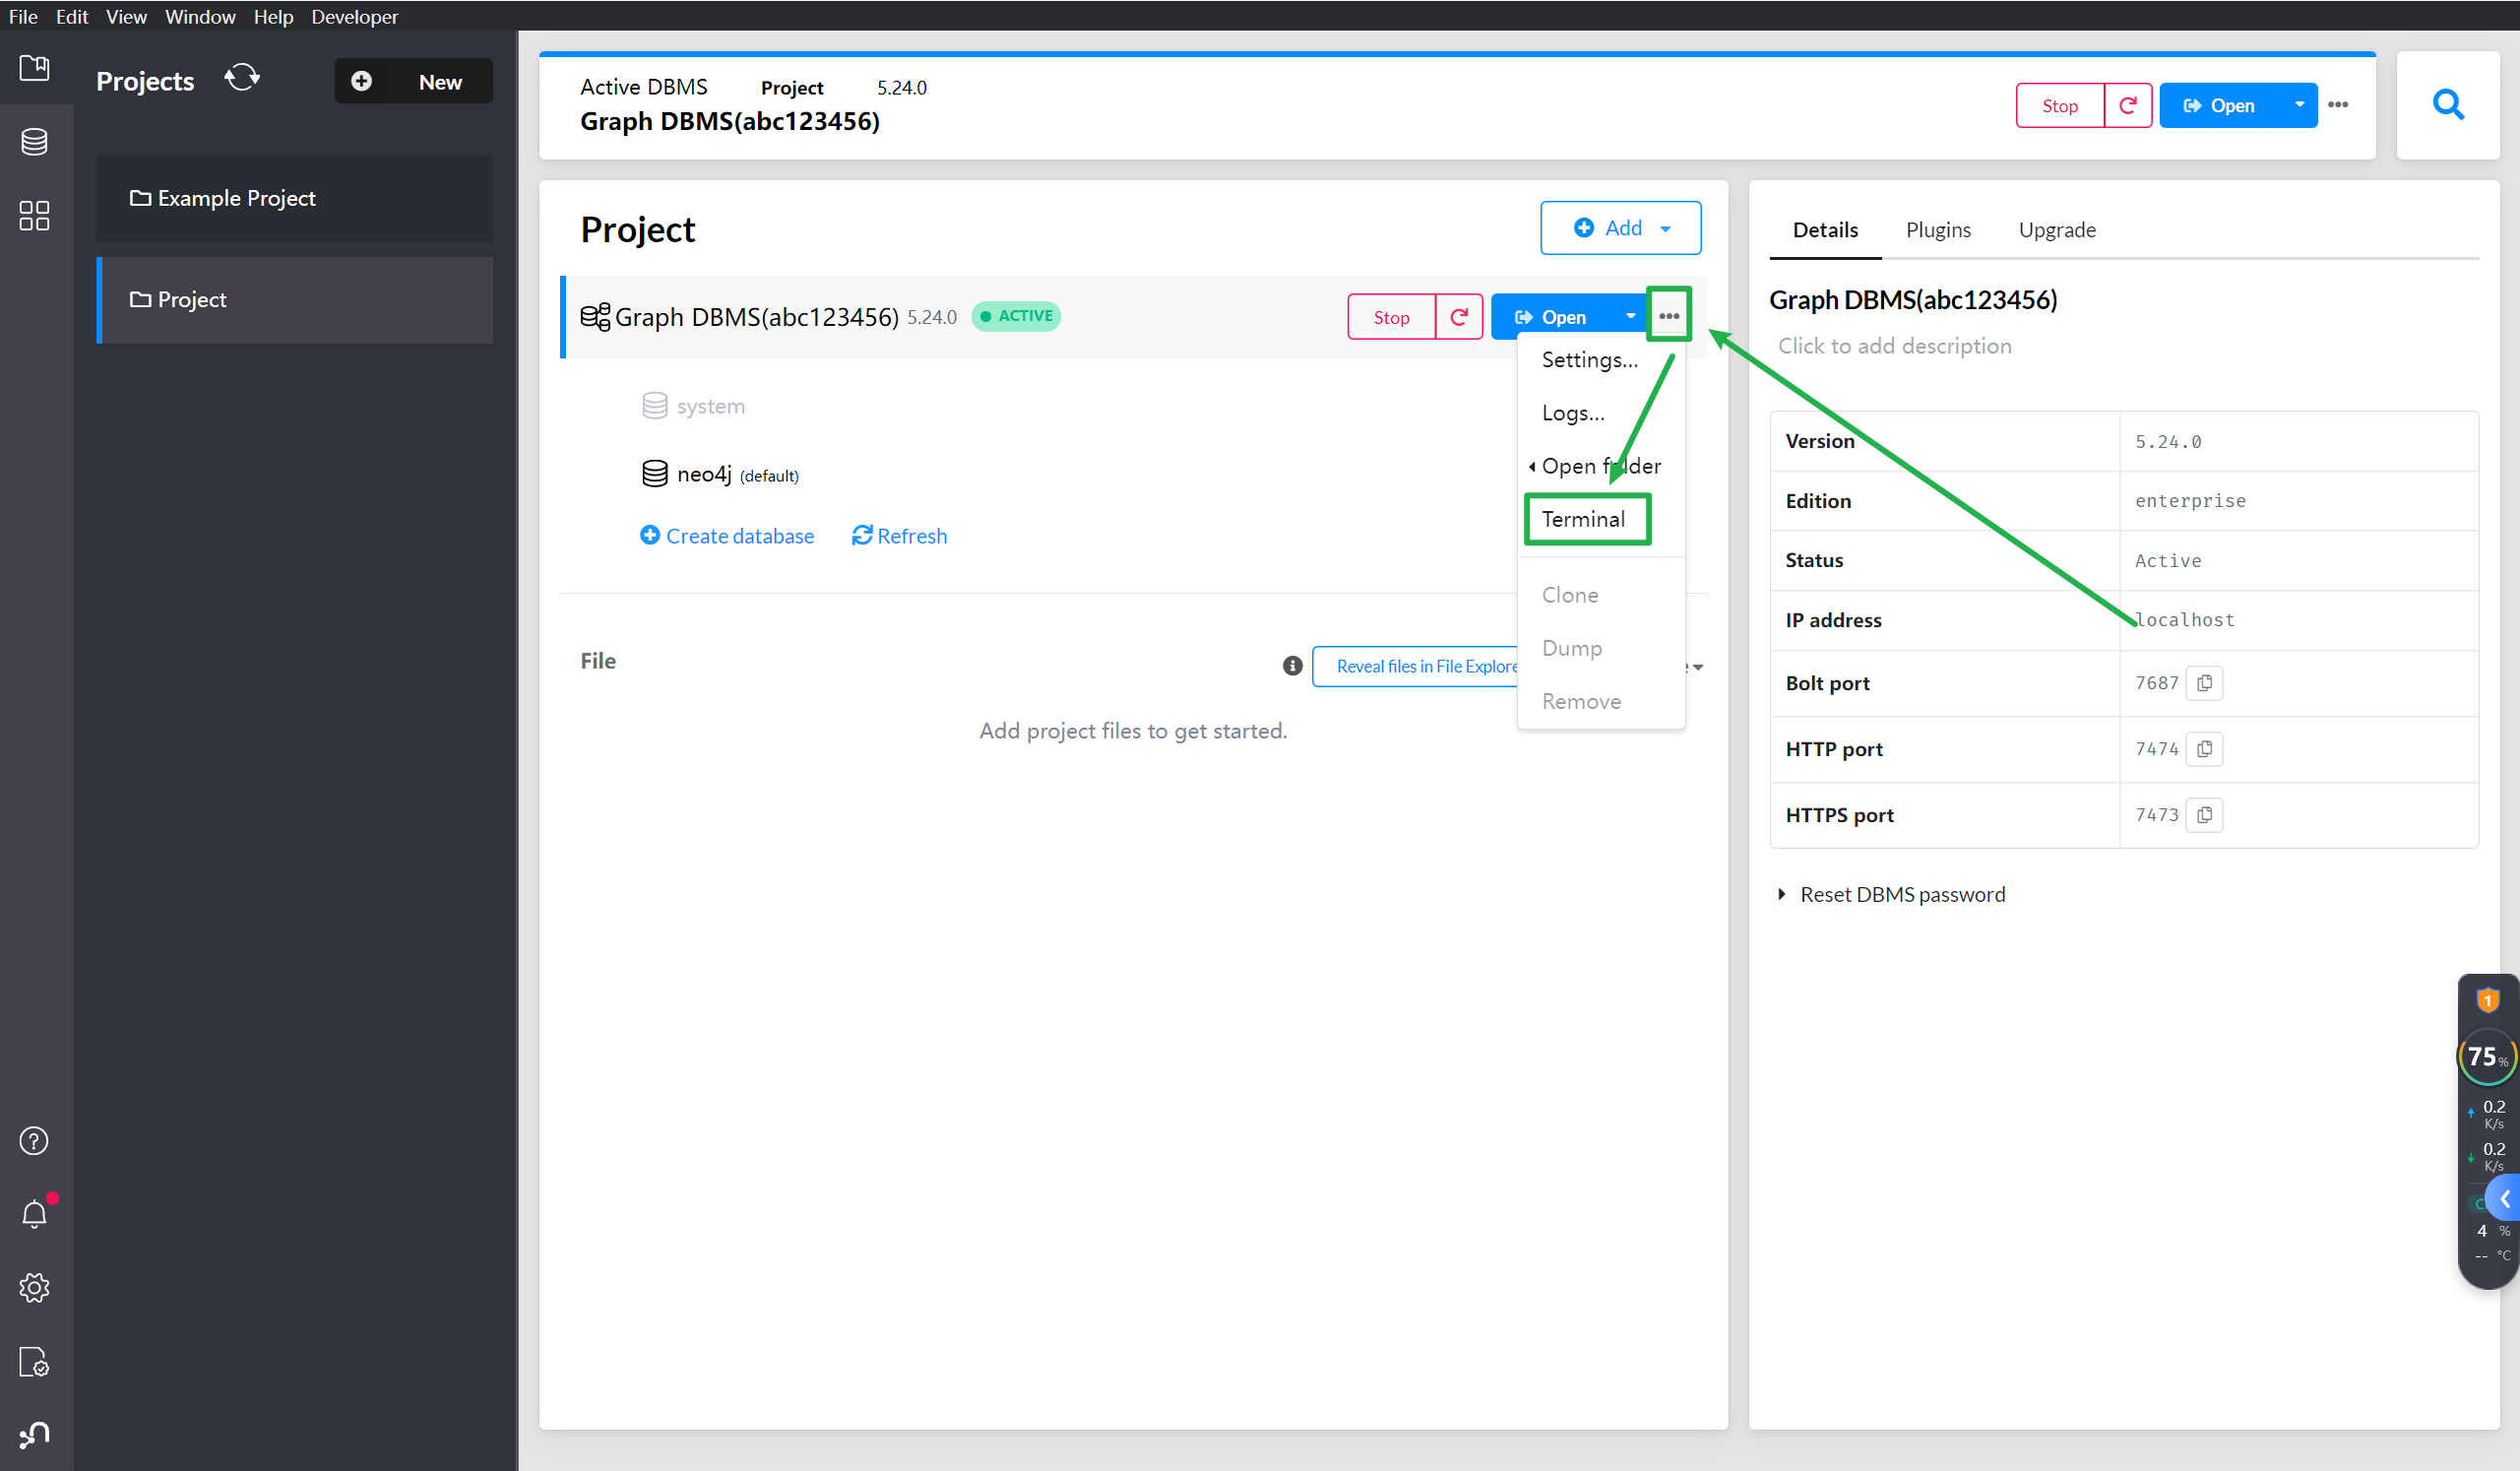 File Edit View Window Help Developer
Projects
New
Example Project
Project
Active DBMS Project 5.24.0
Graph DBMS(abc123456)
Stop Open
Project
Add
Graph DBMS(abc123456) 5.24.0 ACTIVE
Stop Open
Settings...
Logs...
Open folder
Terminal
Clone
Dump
Remove
system
neo4j (default)
Create database Refresh
File
Reveal files in File Explore
Add project files to get started.
Details Plugins Upgrade
Graph DBMS(abc123456)
Click to add description
Version 5.24.0
Edition enterprise
Status Active
IP address localhost
Bolt port 7687
HTTP port 7474
HTTPS port 7473
Reset DBMS password
1
75%
0.2
K/s
0.2
K/s
4 %
-- °C